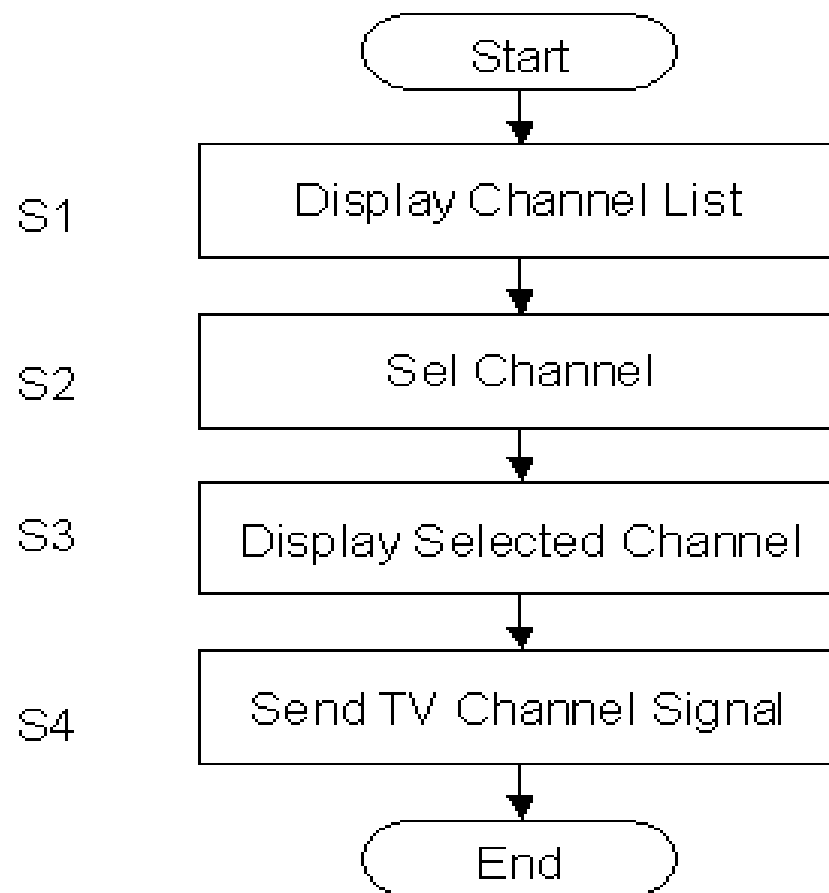 Start
S1
Display Channel List
S2
Sel Channel
S3
Display Selected Channel
S4
Send TV Channel Signal
End